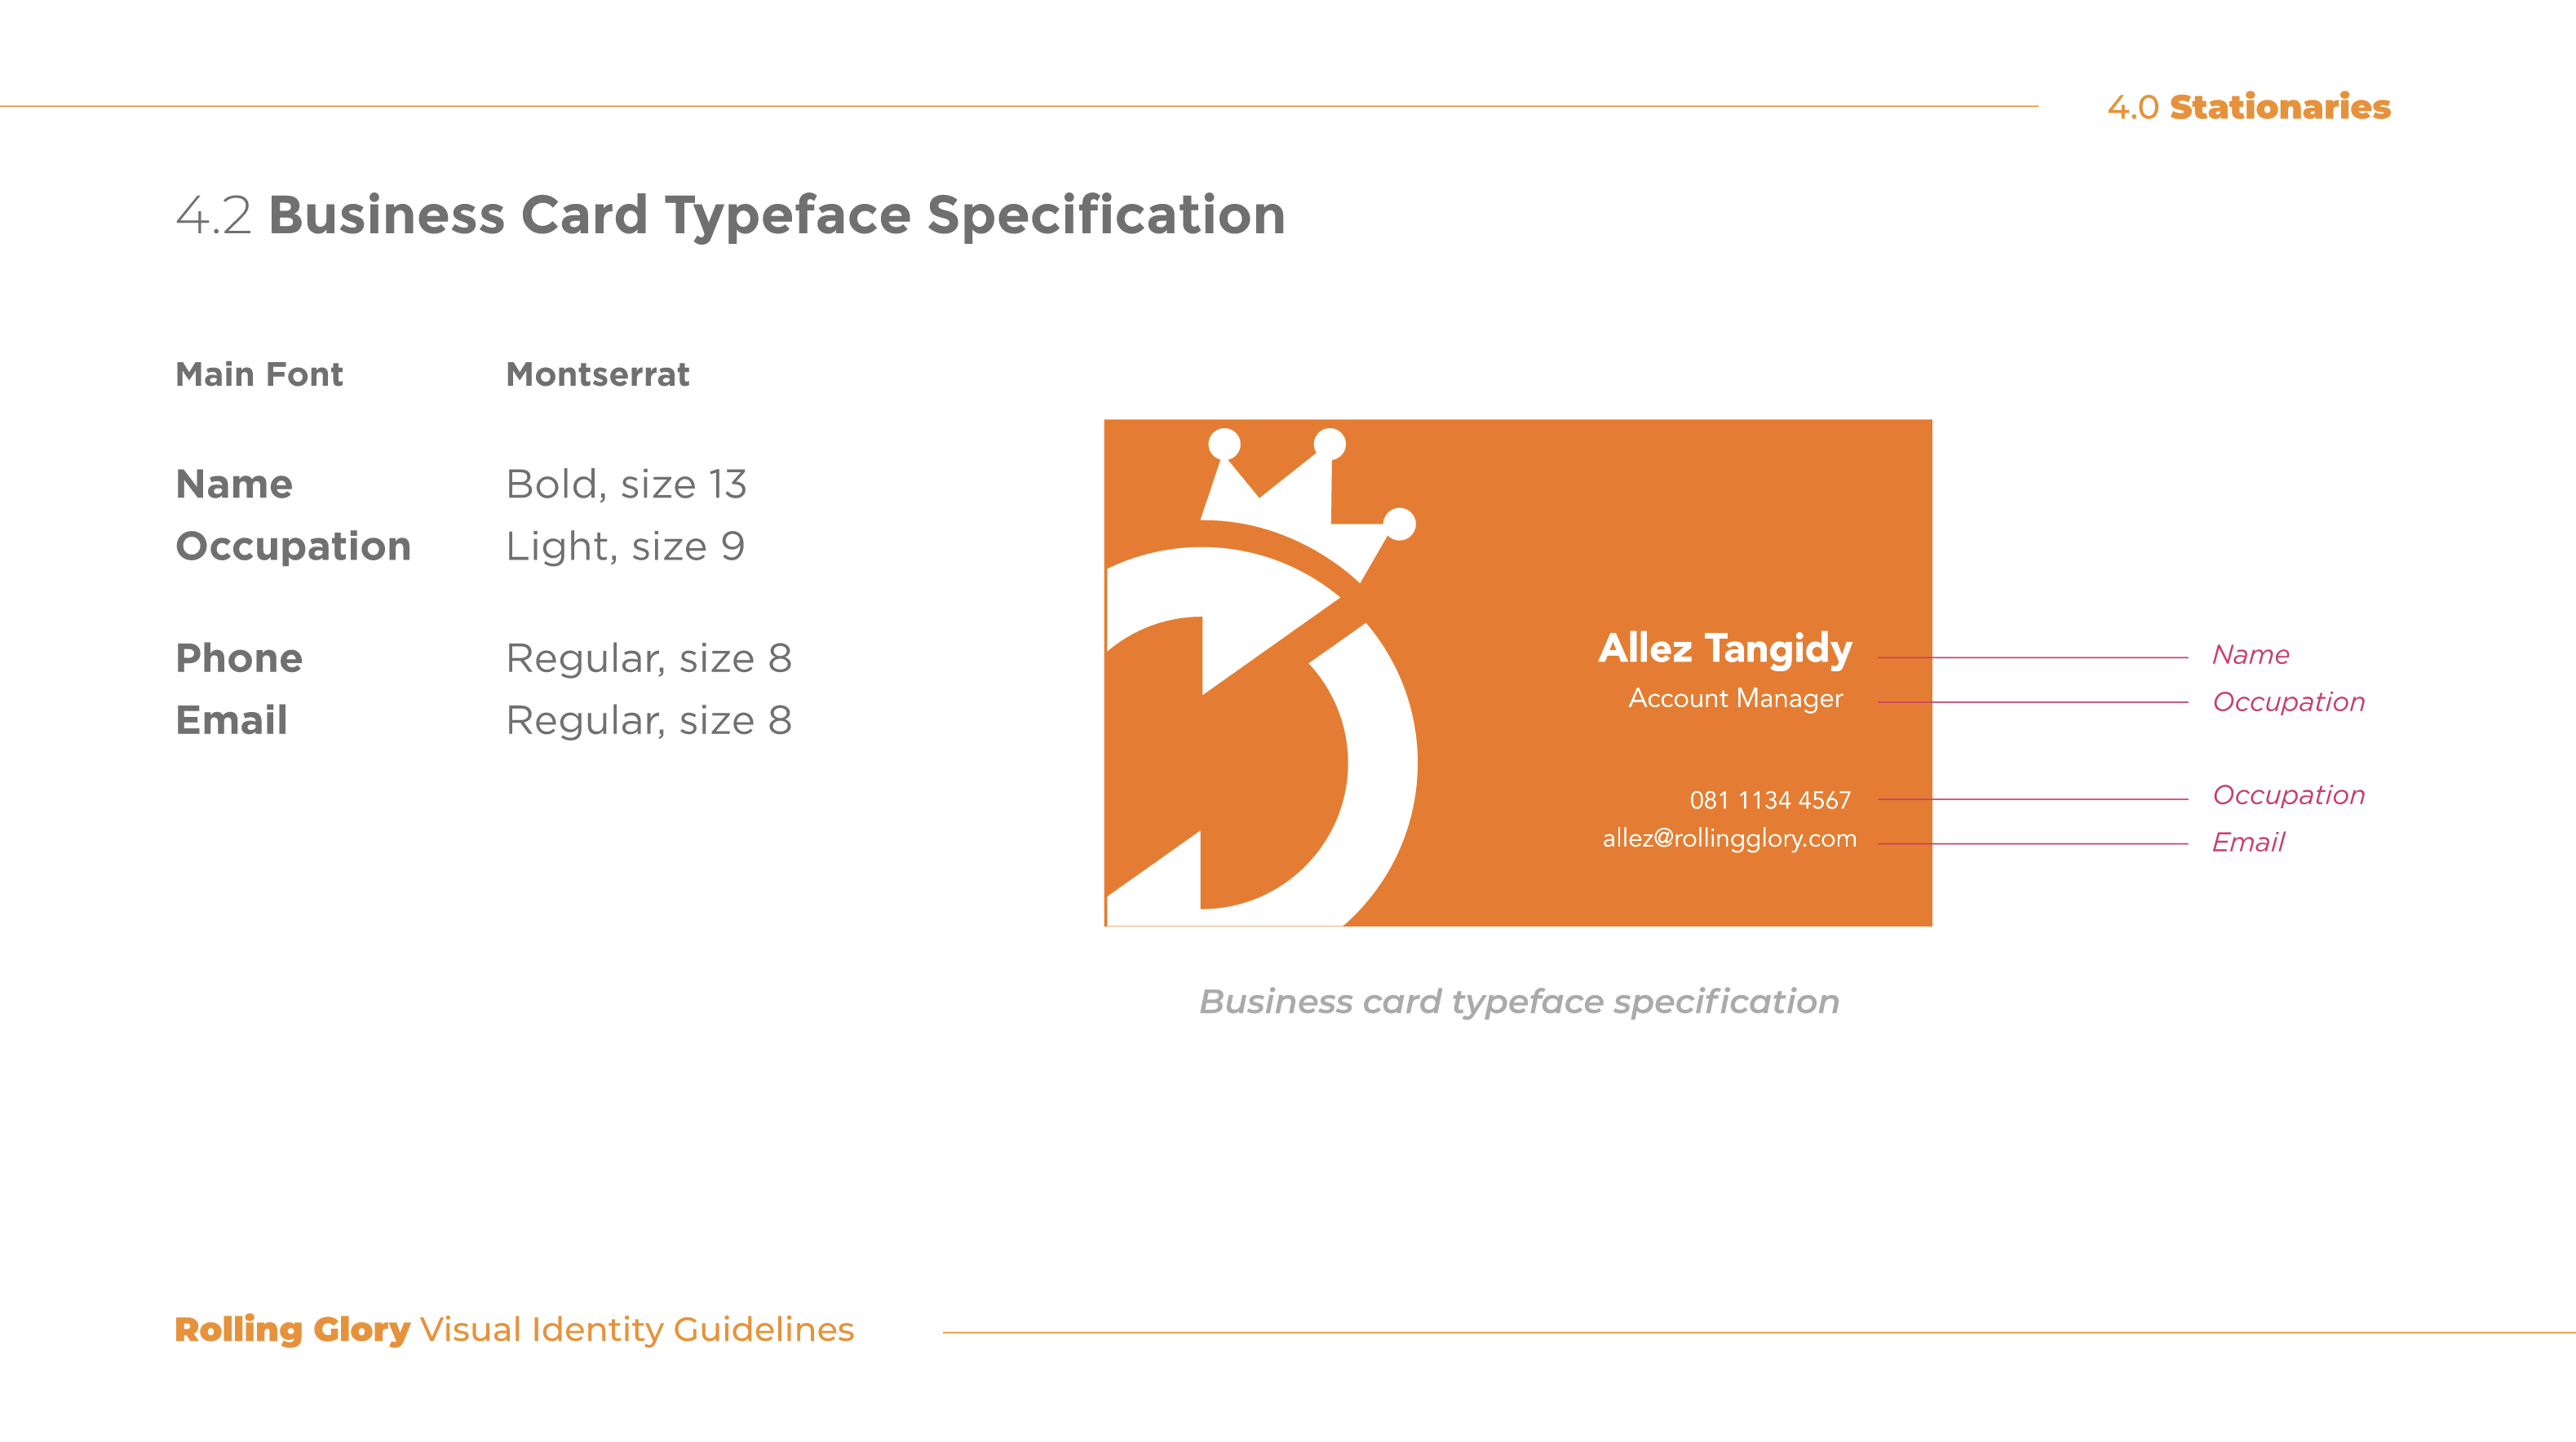 4.0 Stationaries
4.2 Business Card Typeface Specification
Main Font Montserrat
Name Bold, size 13
Occupation Light, size 9
Phone Regular, size 8
Email Regular, size 8
Allez Tangidy
Account Manager
081 1134 4567
allez@rollingglory.com
Name
Occupation
Occupation
Email
Business card typeface specification
Rolling Glory Visual Identity Guidelines